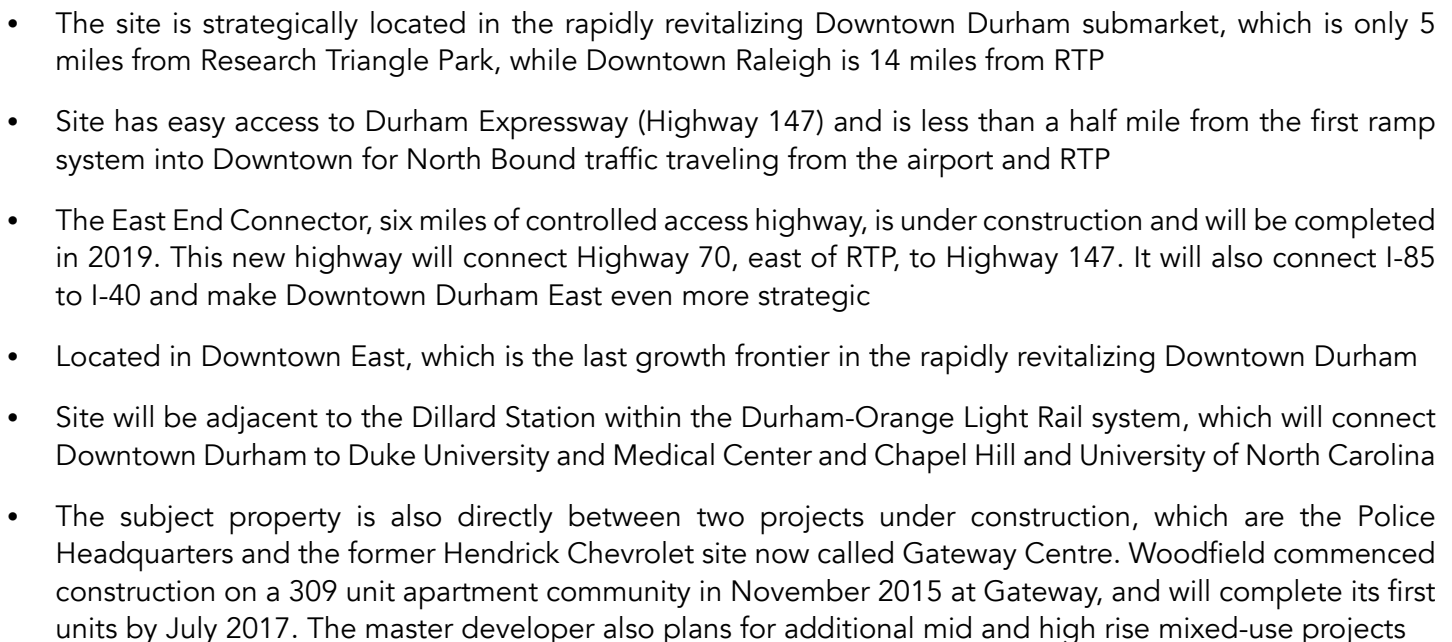 • The site is strategically located in the rapidly revitalizing Downtown Durham submarket, which is only 5
miles from Research Triangle Park, while Downtown Raleigh is 14 miles from RTP
• Site has easy access to Durham Expressway (Highway 147) and is less than a half mile from the first ramp
system into Downtown for North Bound traffic traveling from the airport and RTP
• The East End Connector, six miles of controlled access highway, is under construction and will be completed
in 2019. This new highway will connect Highway 70, east of RTP, to Highway 147. It will also connect I-85
to I-40 and make Downtown Durham East even more strategic
• Located in Downtown East, which is the last growth frontier in the rapidly revitalizing Downtown Durham
• Site will be adjacent to the Dillard Station within the Durham-Orange Light Rail system, which will connect
Downtown Durham to Duke University and Medical Center and Chapel Hill and University of North Carolina
• The subject property is also directly between two projects under construction, which are the Police
Headquarters and the former Hendrick Chevrolet site now called Gateway Centre. Woodfield commenced
construction on a 309 unit apartment community in November 2015 at Gateway, and will complete its first
units by July 2017. The master developer also plans for additional mid and high rise mixed-use projects